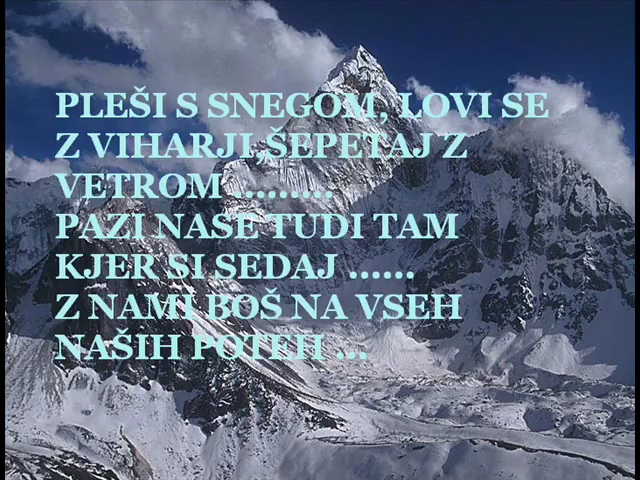 PLEŠI S SNEGOM, LOVI SE
Z VIHARJI,ŠEPETAJ Z
VETROM .........
PAZI NASE TUDI TAM
KJER SI SEDAJ ......
Z NAMI BOŠ NA VSEH
NAŠIH POTEH ...